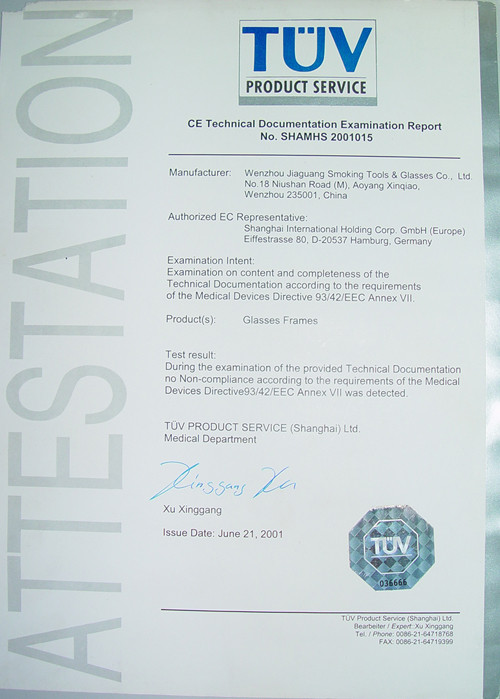 ATTESTATION
TÜV
PRODUCT SERVICE
CE Technical Documentation Examination Report
No. SHAMHS 2001015
Manufacturer: Wenzhou Jiaguang Smoking Tools & Glasses Co., Ltd.
No.18 Niushan Road (M), Aoyang Xinqiao,
Wenzhou 235001, China
Authorized EC Representative:
Shanghai International Holding Corp. GmbH (Europe)
Eiffestrasse 80, D-20537 Hamburg, Germany
Examination Intent:
Examination on content and completeness of the
Technical Documentation according to the requirements
of the Medical Devices Directive 93/42/EEC Annex VII.
Product(s): Glasses Frames
Test result:
During the examination of the provided Technical Documentation
no Non-compliance according to the requirements of the Medical
Devices Directive93/42/EEC Annex VII was detected.
TÜV PRODUCT SERVICE (Shanghai) Ltd.
Medical Department
Xinggang Xu
Xu Xinggang
Issue Date: June 21, 2001
TÜV
036666
TÜV Product Service (Shanghai) Ltd.
Bearbeiter / Expert: Xu Xinggang
Tel. / Phone: 0086-21-64718768
FAX: 0086-21-64719399